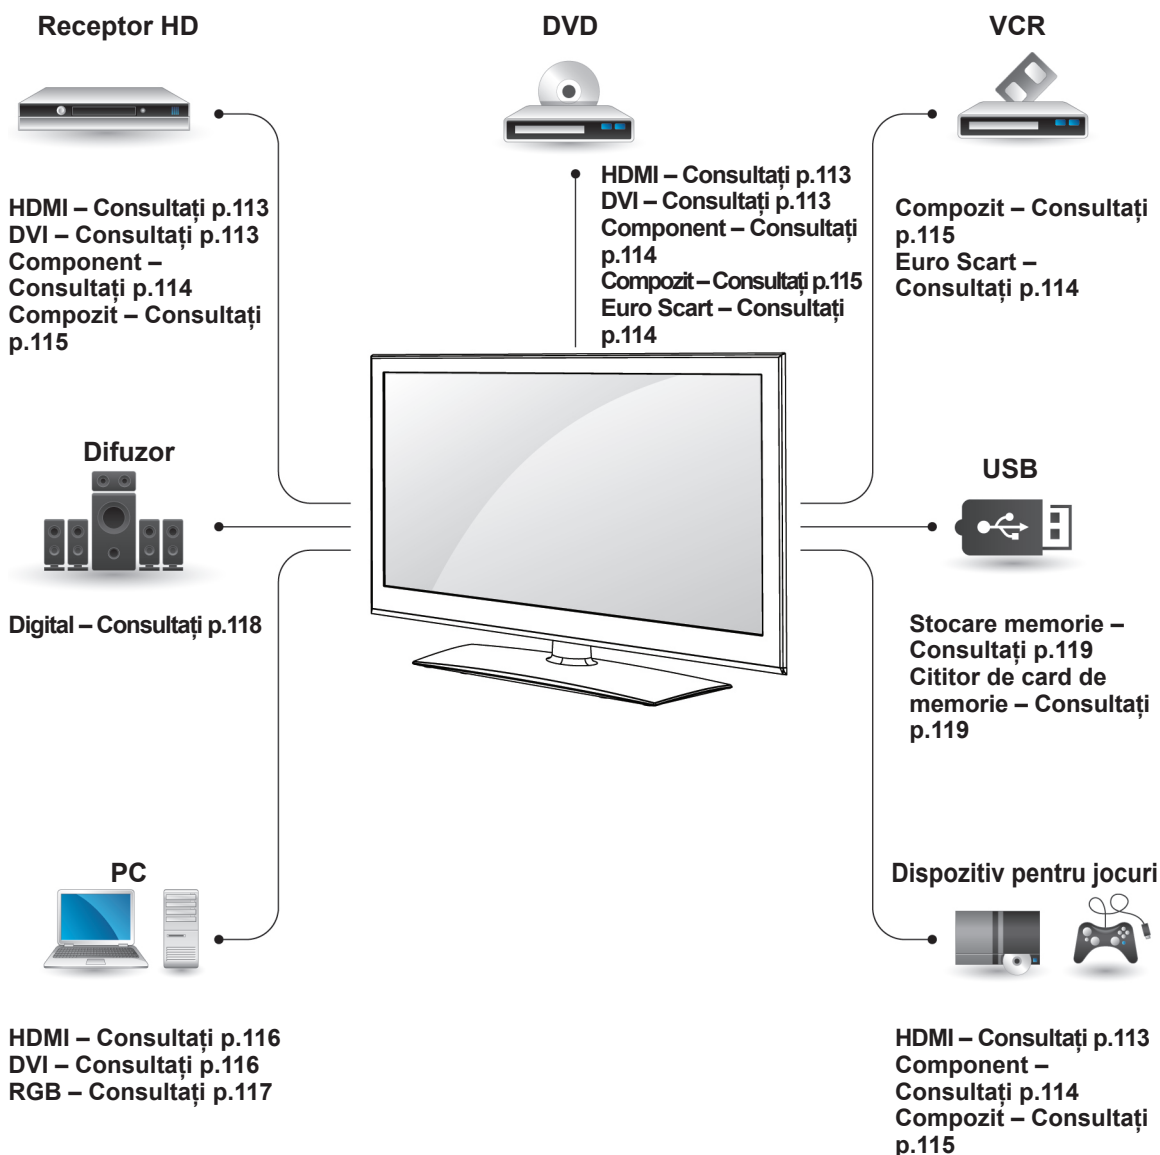 Receptor HD
HDMI – Consultați p.113
DVI – Consultați p.113
Component –
Consultați p.114
Compozit – Consultați
p.115
DVD
HDMI – Consultați p.113
DVI – Consultați p.113
Component – Consultați
p.114
Compozit – Consultați p.115
Euro Scart – Consultați
p.114
VCR
Compozit – Consultați
p.115
Euro Scart –
Consultați p.114
Difuzor
Digital – Consultați p.118
USB
Stocare memorie –
Consultați p.119
Cititor de card de
memorie – Consultați
p.119
PC
HDMI – Consultați p.116
DVI – Consultați p.116
RGB – Consultați p.117
Dispozitiv pentru jocuri
HDMI – Consultați p.113
Component –
Consultați p.114
Compozit – Consultați
p.115